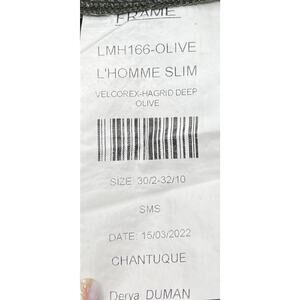 FRAME
LMH166-OLIVE
L'HOMME SLIM
VELCOREX-HAGRID DEEP
OLIVE
SIZE: 30/2-32/10
SMS
DATE: 15/03/2022
CHANTUQUE
Derya DUMAN